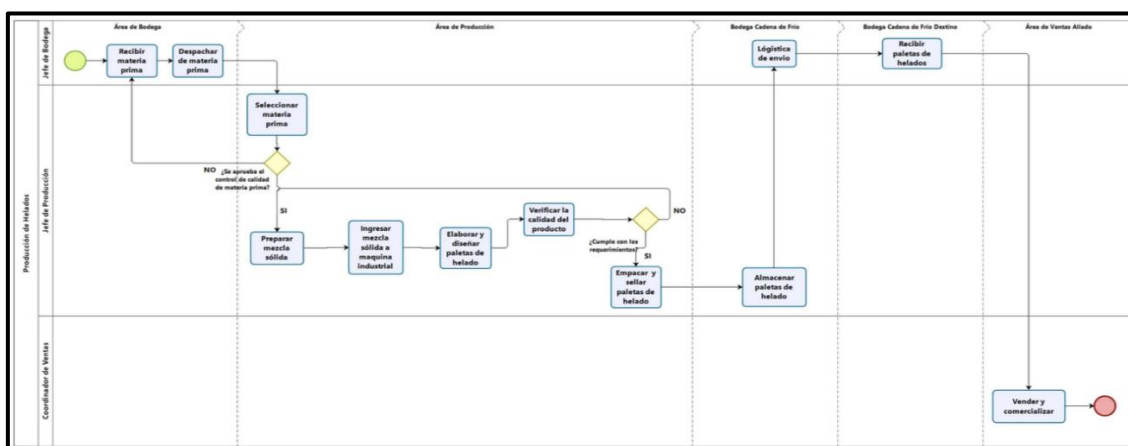 Área de Bodega
Área de Producción
Bodega Cadena de Frío
Bodega Cadena de Frío Destino
Área de Ventas Aliado
Producción de Helados
Jefe de Bodega
Recibir
materia
prima
Despachar
de materia
prima
Lógistica
de envio
Recibir
paletas de
helados
Jefe de Producción
Seleccionar
materia
prima
NO
¿Se aprueba el
control de calidad
de materia prima?
SI
Preparar
mezcla
sólida
Ingresar
mezcla
sólida a
maquina
industrial
Elaborar y
diseñar
paletas de
helado
Verificar la
calidad del
producto
NO
¿Cumple con los
requerimientos?
SI
Empacar y
sellar
paletas de
helado
Almacenar
paletas de
helado
Coordinador de Ventas
Vender y
comercializar